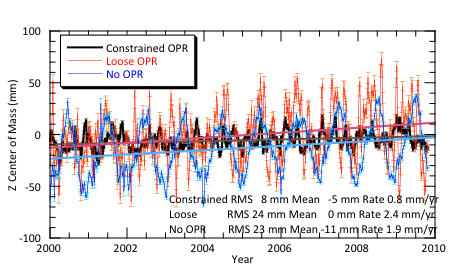 100
50
0
-50
-100
Z Center of Mass (mm)
Constrained OPR
Loose OPR
No OPR
Constrained RMS 8 mm Mean -5 mm Rate 0.8 mm/yr
Loose RMS 24 mm Mean 0 mm Rate 2.4 mm/yr
No OPR RMS 23 mm Mean -11 mm Rate 1.9 mm/yr
2000 2002 2004 2006 2008 2010
Year